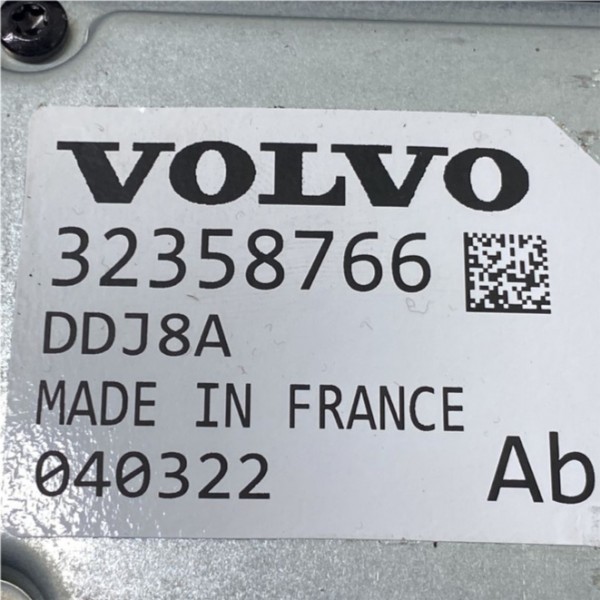 VOLVO
32358766
DDJ8A
MADE IN FRANCE
040322 Ab